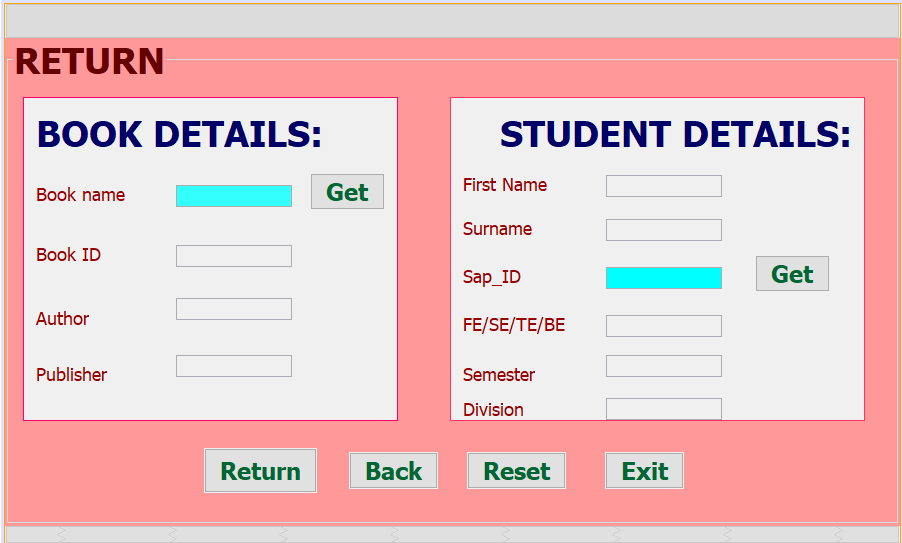 RETURN
BOOK DETAILS:
Book name
Get
Book ID
Author
Publisher
STUDENT DETAILS:
First Name
Surname
Sap_ID
Get
FE/SE/TE/BE
Semester
Division
Return
Back
Reset
Exit